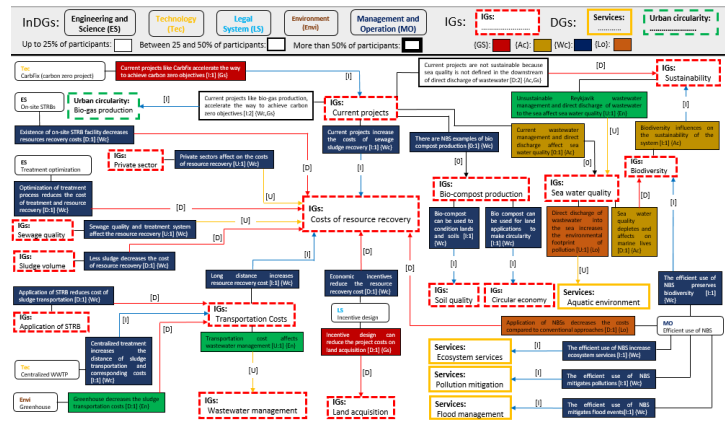 InDGs:
Engineering and
Science (ES)
Technology
(Tec)
Legal
System (LS)
Environment
(Envi)
Management and
Operation (MO)
IGs:
IGs:
DGs:
Services:
Urban circularity:
Up to 25% of participants:
Between 25 and 50% of participants:
More than 50% of participants:
[GS]:
[Ac]:
[Wc]:
[Lo]:
Tec
Carbfix (carbon zero project)
Current projects like Carbfix accelerate the way
to achieve carbon zero objectives [I:1] {Gs}
[I]
Current projects are not sustainable because
sea quality is not defined in the downstream
of direct discharge of wastewater [D:2] {Ac,Gs}
[D]
IGs:
Sustainability
ES
On-site STRBs
Urban circularity:
Bio-gas production
[I]
Current projects like bio-gas production,
accelerate the way to achieve carbon
zero objectives [I:2] {Wc,Gs}
IGs:
Current projects
Unsustainable Reykjavik wastewater
management and direct discharge of wastewater
to the sea affect sea water quality [U:1] {En}
[I]
Existence of on-site STRB facility decreases
resources recovery costs [D:1] {Wc}
[D]
Current projects increase
the costs of sewage
sludge recovery [I:1] {Wc}
There are NBS examples of bio
compost production [D:1] {Wc}
Current wastewater
management and direct
discharge affect sea
water quality [D:1] {Ac}
[U]
Biodiversity influences on
the sustainability of the
system [I:1] {Ac}
ES
Treatment optimization
IGs:
Private sector
Private sectors affect on the costs
of resource recovery [U:1] {Wc}
[U]
[I]
[D]
[D]
IGs:
Biodiversity
Optimization of treatment
process reduces the cost
of treatment and resource
recovery [D:1] {Wc}
[D]
IGs:
Costs of resource recovery
IGs:
Bio-compost production
IGs:
Sea water quality
[D]
[I]
IGs:
Sewage quality
Sewage quality and treatment system
affect the resource recovery [U:1] {Wc}
[U]
Bio-compost
can be used to
condition lands
and soils [I:1]
{Wc}
Bio compost can
be used for land
applications to
make circularity
[I:1] {Wc}
Direct discharge of
wastewater into
the sea increases
the environmental
footprint of
pollution [U:1] {Lo}
Sea water
quality
depletes and
affects on
marine lives
[D:1] {Ac}
IGs:
Sludge volume
Less sludge decreases the cost
of resource recovery [D:1] {Wc}
[D]
[I]
[D]
[I]
[I]
[U]
Application of STRB reduces cost of
sludge transportation [D:1] {Wc}
[D]
Long distance increases
resource recovery cost [I:1] {Wc}
Economic incentives
reduce the resource
recovery cost [D:1] {Wc}
[D]
IGs:
Soil quality
IGs:
Circular economy
Services:
Aquatic environment
The efficient use of
NBS preserves
biodiversity [I:1]
{Wc}
IGs:
Application of STRB
[I]
IGs:
Transportation Costs
LS
Incentive design
Application of NBSs decreases the costs
compared to conventional approaches [D:1] {Lo}
MO
Efficient use of NBS
Centralized treatment
increases the
distance of sludge
transportation and
corresponding costs
[I:1] {Wc}
[D]
Transportation cost affects
wastewater management [U:1] {En}
Incentive design can
reduce the project costs on
land acquisition [D:1] {Gs}
Services:
Ecosystem services
[I]
The efficient use of NBS increase
ecosystem services [I:1] {Wc}
Tec
Centralized WWTP
[U]
[D]
Services:
Pollution mitigation
[I]
The efficient use of NBS
mitigates pollutions [I:1] {Wc}
Envi
Greenhouse
Greenhouse decreases the sludge
transportation costs [D:1] {En}
IGs:
Wastewater management
IGs:
Land acquisition
Services:
Flood management
[I]
The efficient use of NBS
mitigates flood events[I:1] {Wc}